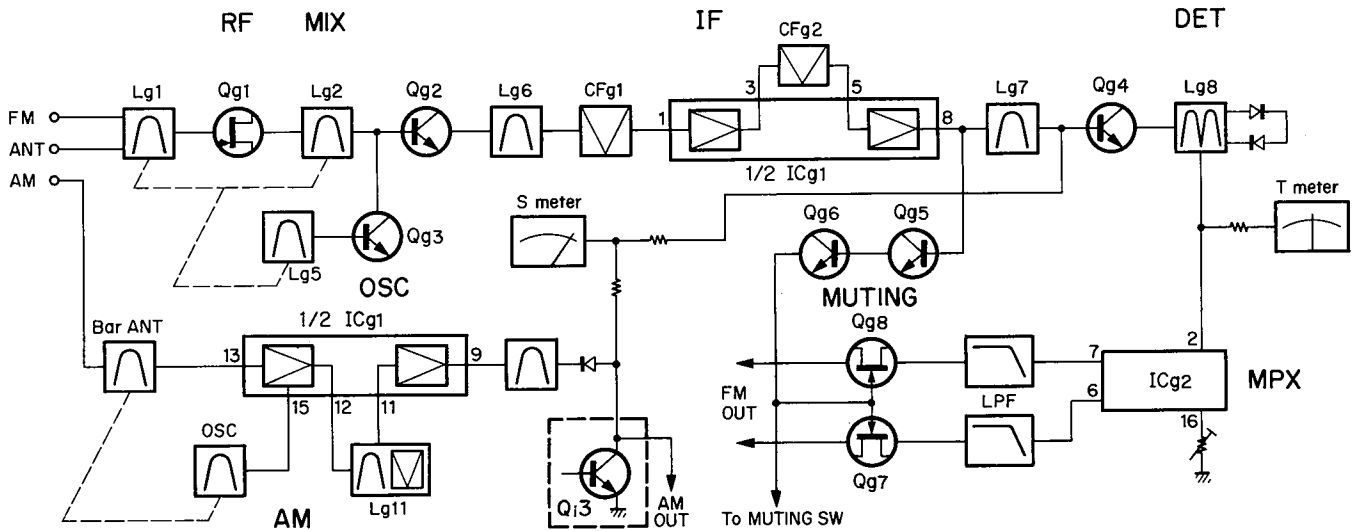 RF MIX IF DET
CFg2
Lg1 Qg1 Lg2 Qg2 Lg6 CFg1 3 5 Lg7 Qg4 Lg8
FM
ANT
AM
1 8
1/2 ICg1
S meter
Qg6 Qg5
T meter
Lg5
Qg3
OSC
MUTING
Bar ANT
1/2 ICg1
Qg8
2
13 9
7
ICg2
MPX
15 12 11
FM
OUT
LPF
6
16
OSC
Lg11
Qi3
AM
OUT
Qg7
AM
To MUTING SW